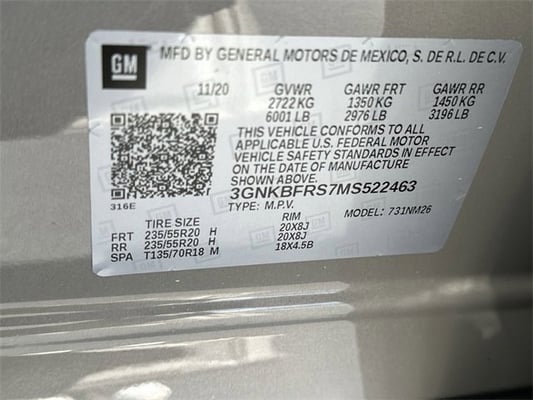 GM MFD BY GENERAL MOTORS DE MEXICO, S. DE R.L. DE C.V.
11/20 GVWR GAWR FRT GAWR RR
2722 KG 1350 KG 1450 KG
6001 LB 2976 LB 3196 LB
THIS VEHICLE CONFORMS TO ALL
APPLICABLE U.S. FEDERAL MOTOR
VEHICLE SAFETY STANDARDS IN EFFECT
ON THE DATE OF MANUFACTURE
SHOWN ABOVE.
3GNKBFRS7MS522463
316E TYPE: M.P.V. MODEL: 731NM26
TIRE SIZE RIM
FRT 235/55R20 H 20X8J
RR 235/55R20 H 20X8J
SPA T135/70R18 M 18X4.5B